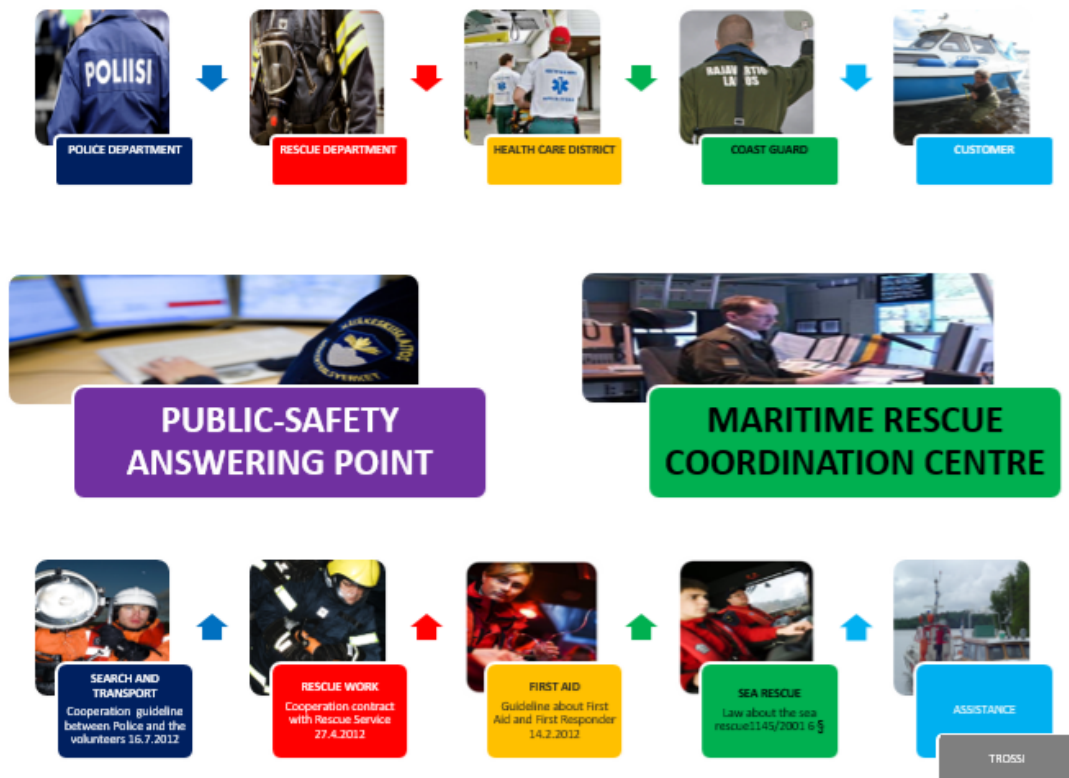 POLIISI
RAJAVARTIO
LAITOS
POLICE DEPARTMENT
RESCUE DEPARTMENT
HEALTH CARE DISTRICT
COAST GUARD
CUSTOMER
HÄTÄKESKUSLAITOS
PUBLIC-SAFETY
ANSWERING POINT
MARITIME RESCUE
COORDINATION CENTRE
SEARCH AND
TRANSPORT
Cooperation guideline
between Police and the
volunteers 16.7.2012
RESCUE WORK
Cooperation contract
with Rescue Service
27.4.2012
FIRST AID
Guideline about First
Aid and First Responder
14.2.2012
SEA RESCUE
Law about the sea
rescue1145/2001 6 §
ASSISTANCE
TROSSI